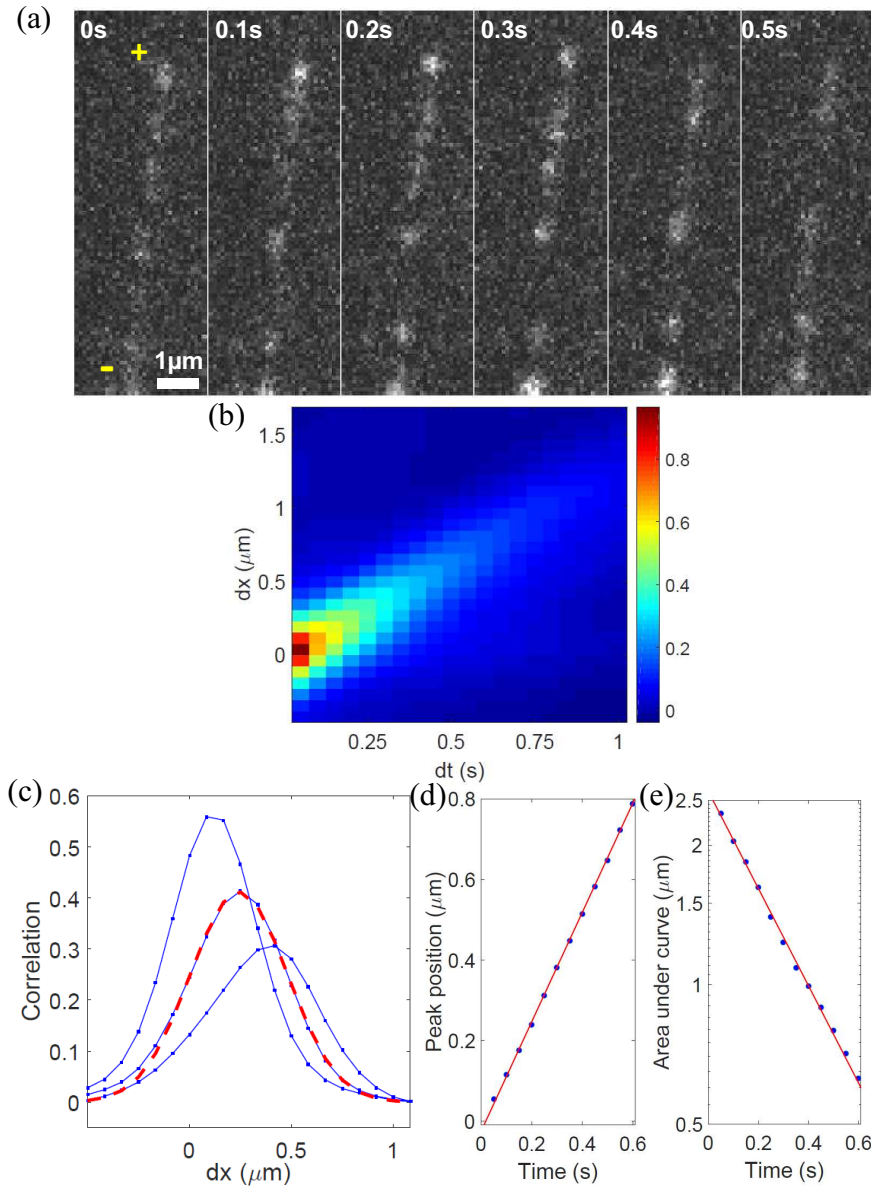 (a)
0s 0.1s 0.2s 0.3s 0.4s 0.5s
+
-
1μm
(b)
1.5
1
0.5
0
dx (μm)
0.25 0.5 0.75 1
dt (s)
0.8
0.6
0.4
0.2
0
(c)
0.6
0.5
0.4
0.3
0.2
0.1
0
Correlation
0 0.5 1
dx (μm)
(d)
0.8
0.6
0.4
0.2
0
Peak position (μm)
0 0.2 0.4 0.6
Time (s)
(e)
2.5
2
1.5
1
0.5
Area under curve (μm)
0 0.2 0.4 0.6
Time (s)